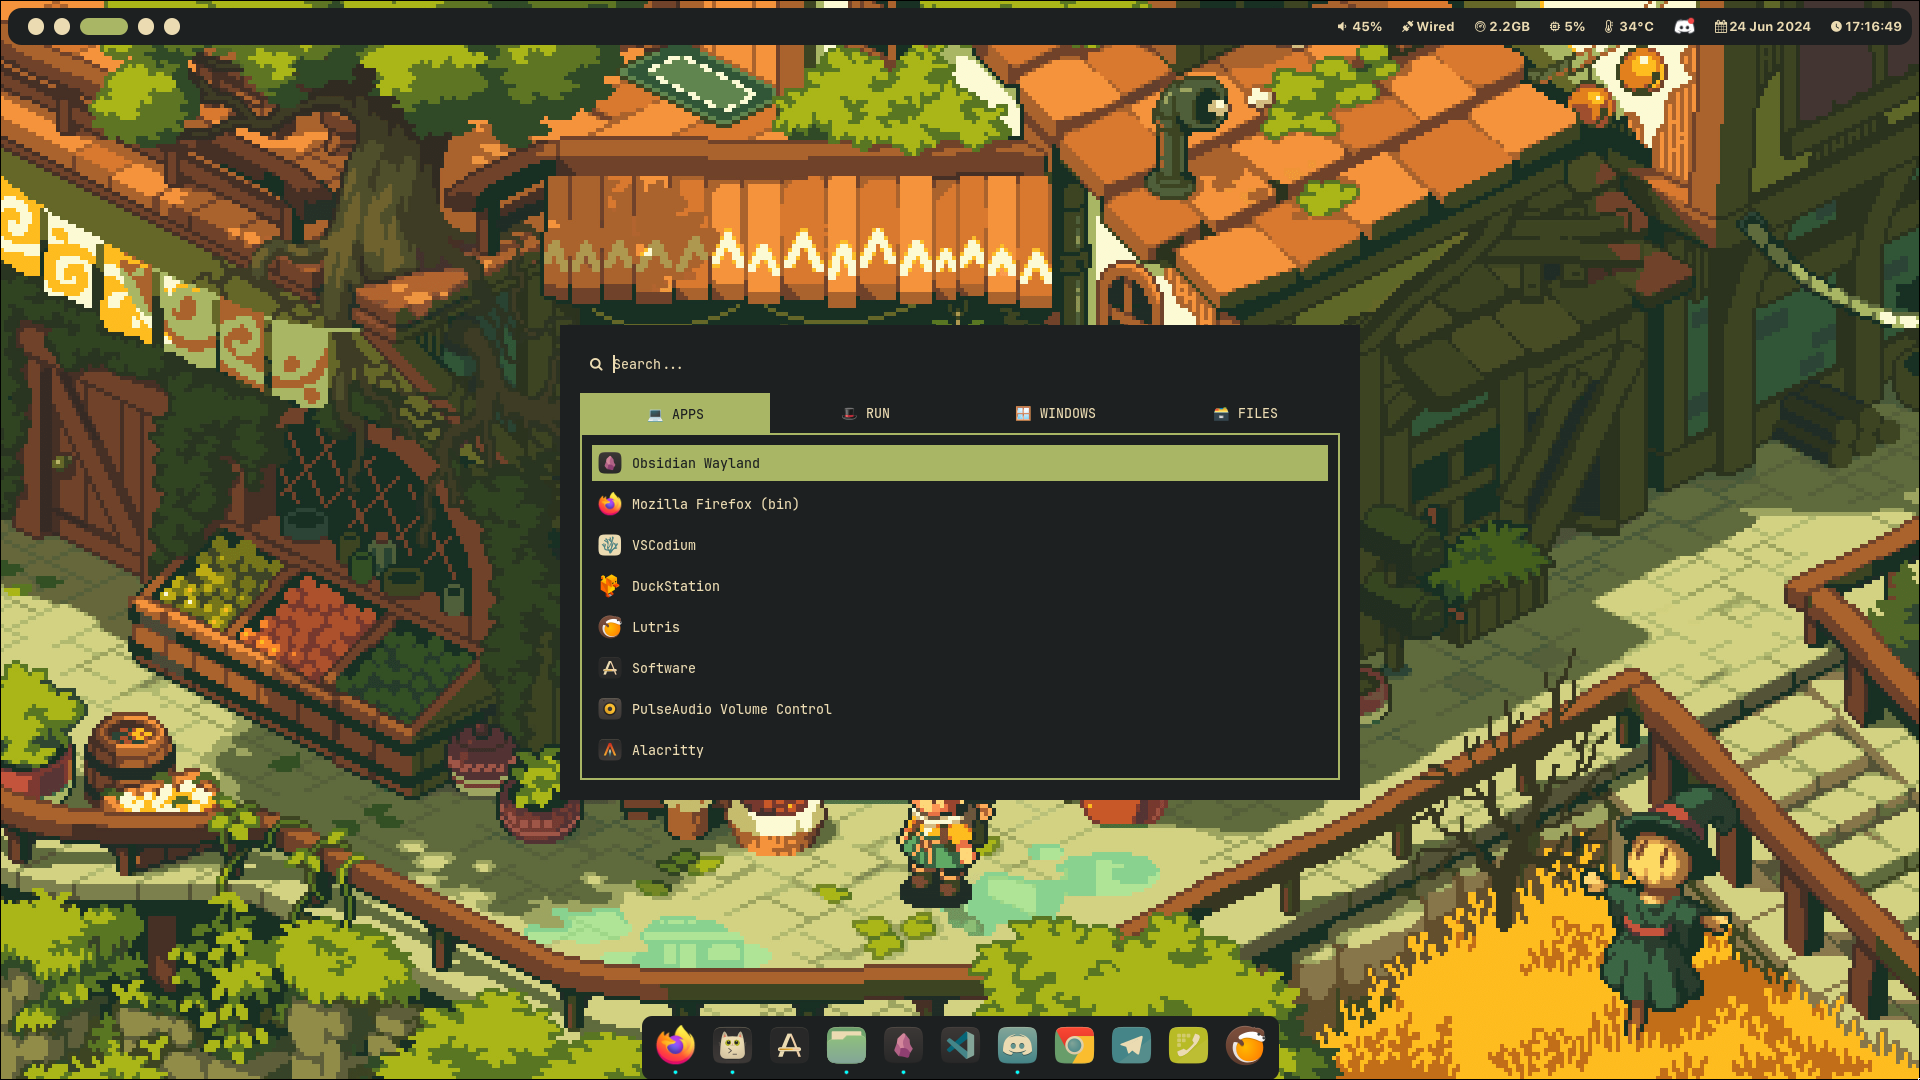 45% Wired 2.2GB 5% 34°C 24 Jun 2024 17:16:49
Search...
APPS RUN WINDOWS FILES
Obsidian Wayland
Mozilla Firefox (bin)
VSCodium
DuckStation
Lutris
Software
PulseAudio Volume Control
Alacritty